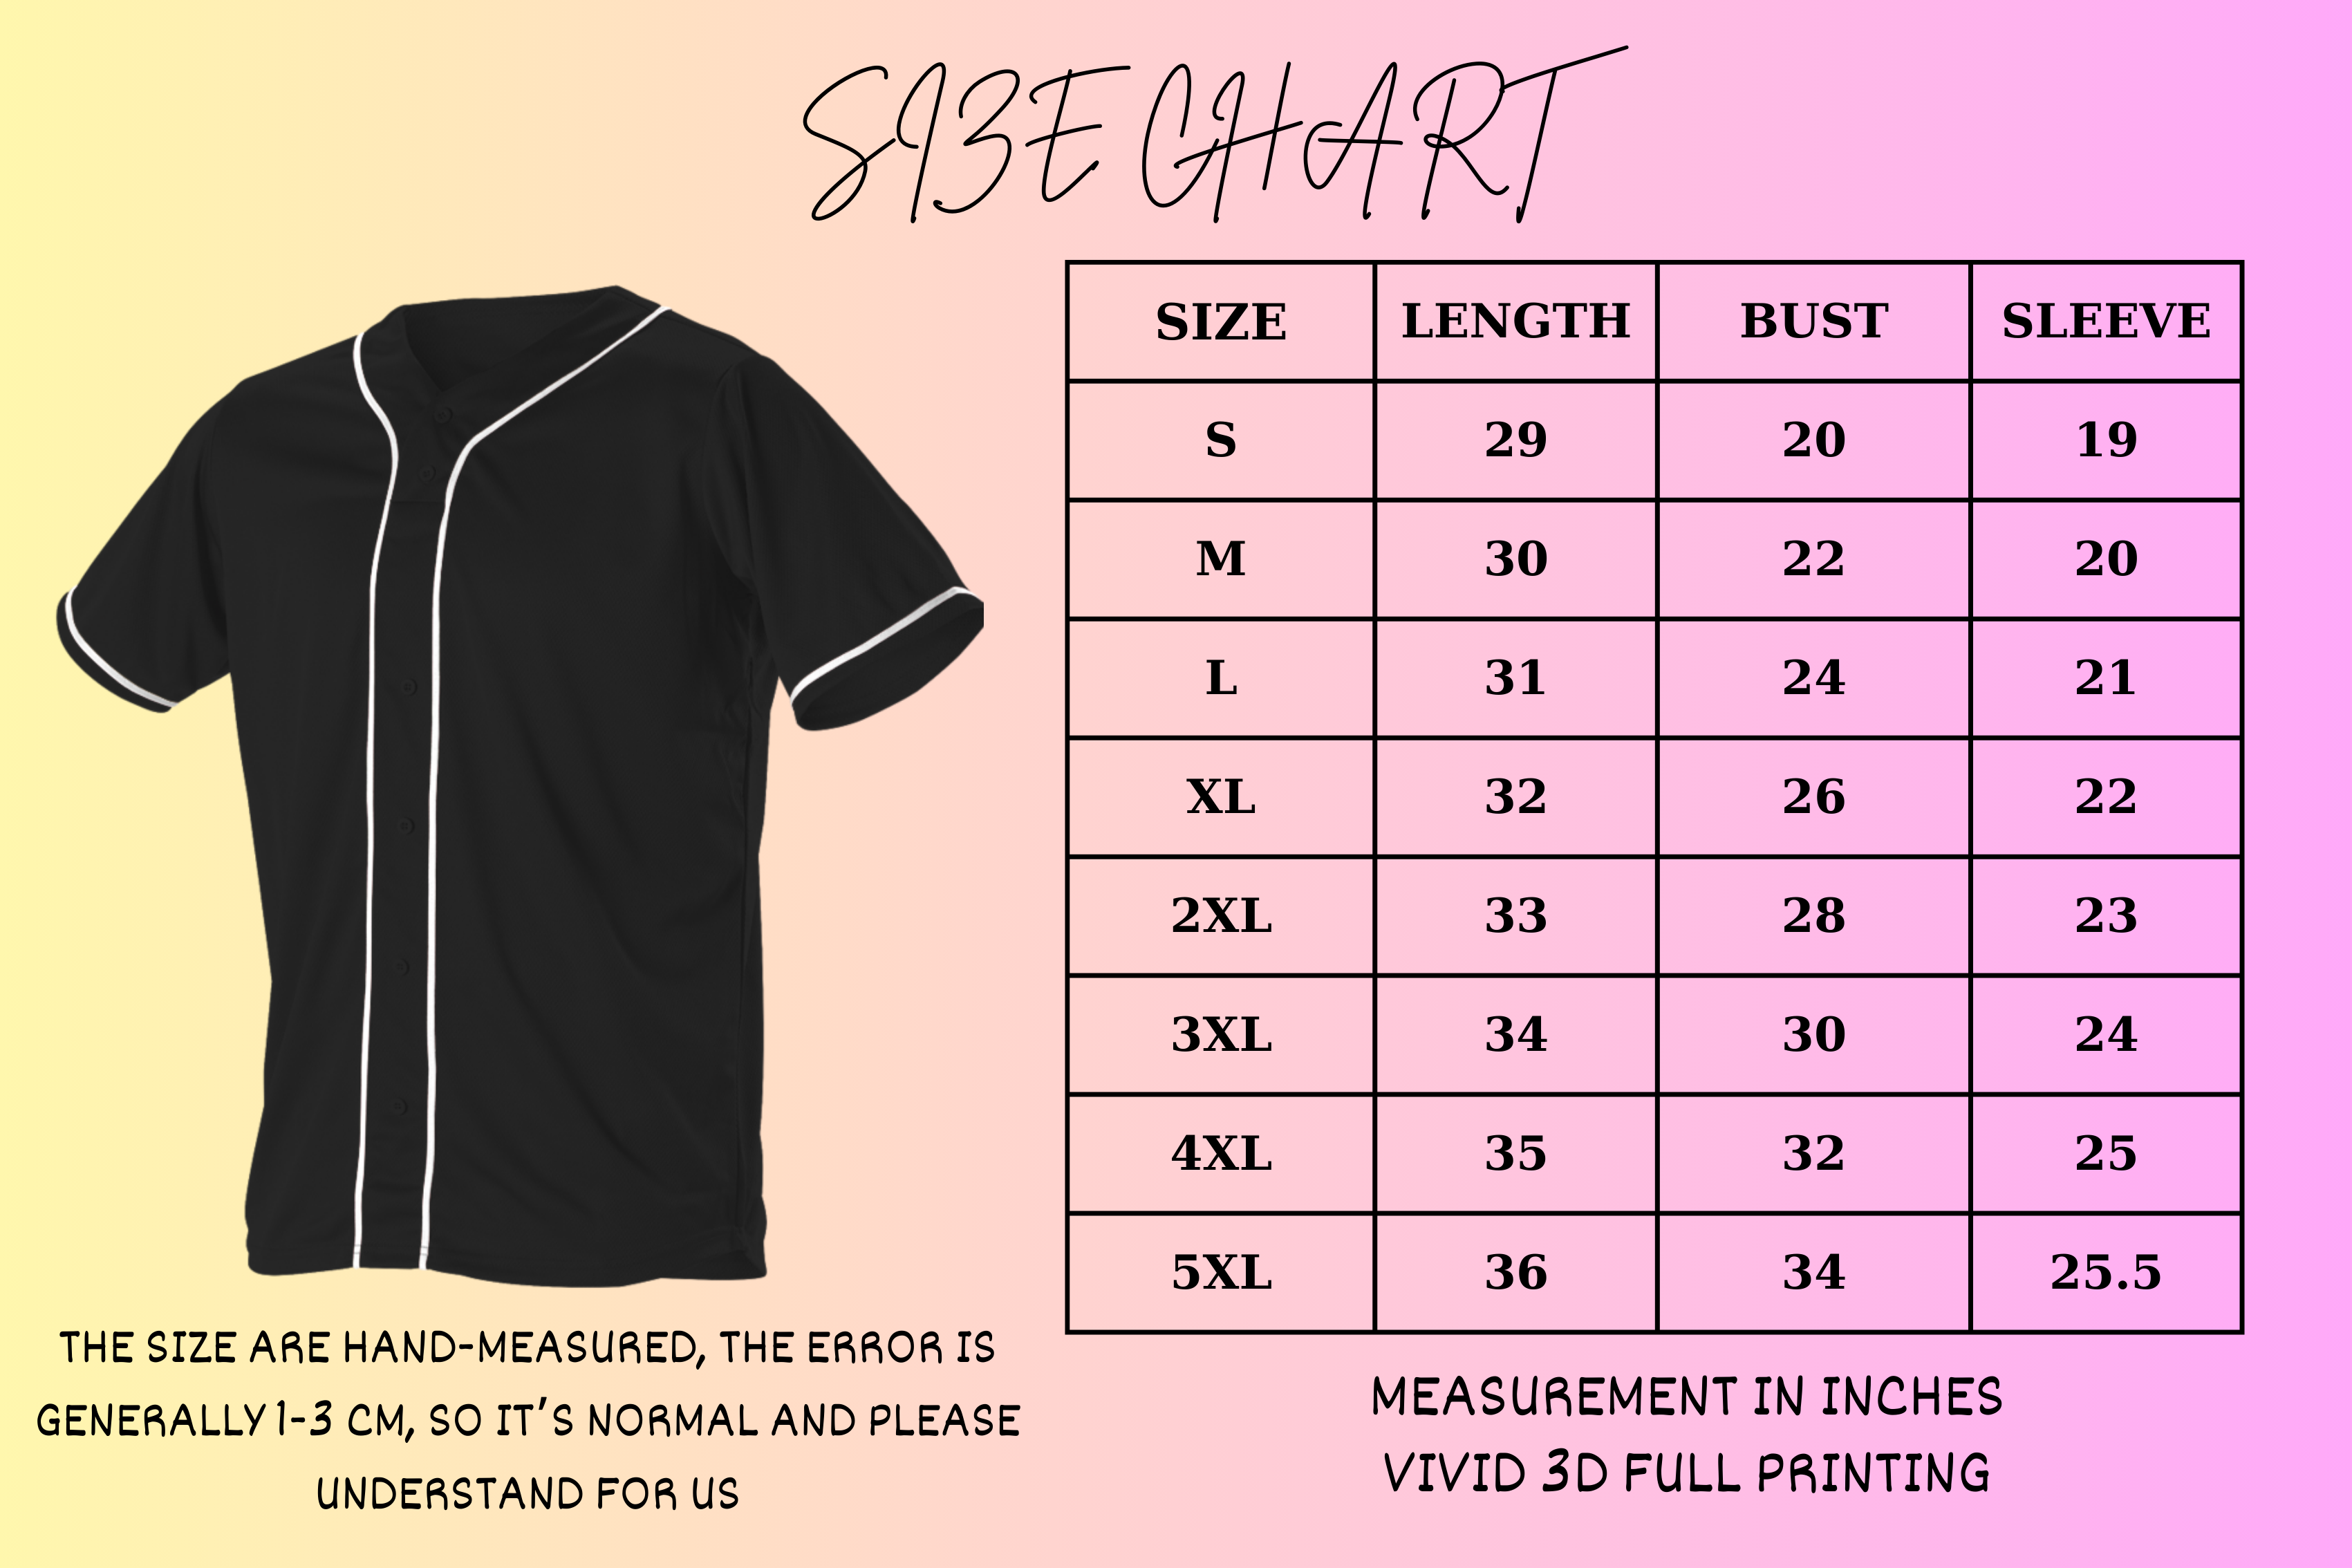 SIZE CHART
SIZE LENGTH BUST SLEEVE
S 29 20 19
M 30 22 20
L 31 24 21
XL 32 26 22
2XL 33 28 23
3XL 34 30 24
4XL 35 32 25
5XL 36 34 25.5
THE SIZE ARE HAND-MEASURED, THE ERROR IS
GENERALLY 1-3 CM, SO IT'S NORMAL AND PLEASE
UNDERSTAND FOR US
MEASUREMENT IN INCHES
VIVID 3D FULL PRINTING